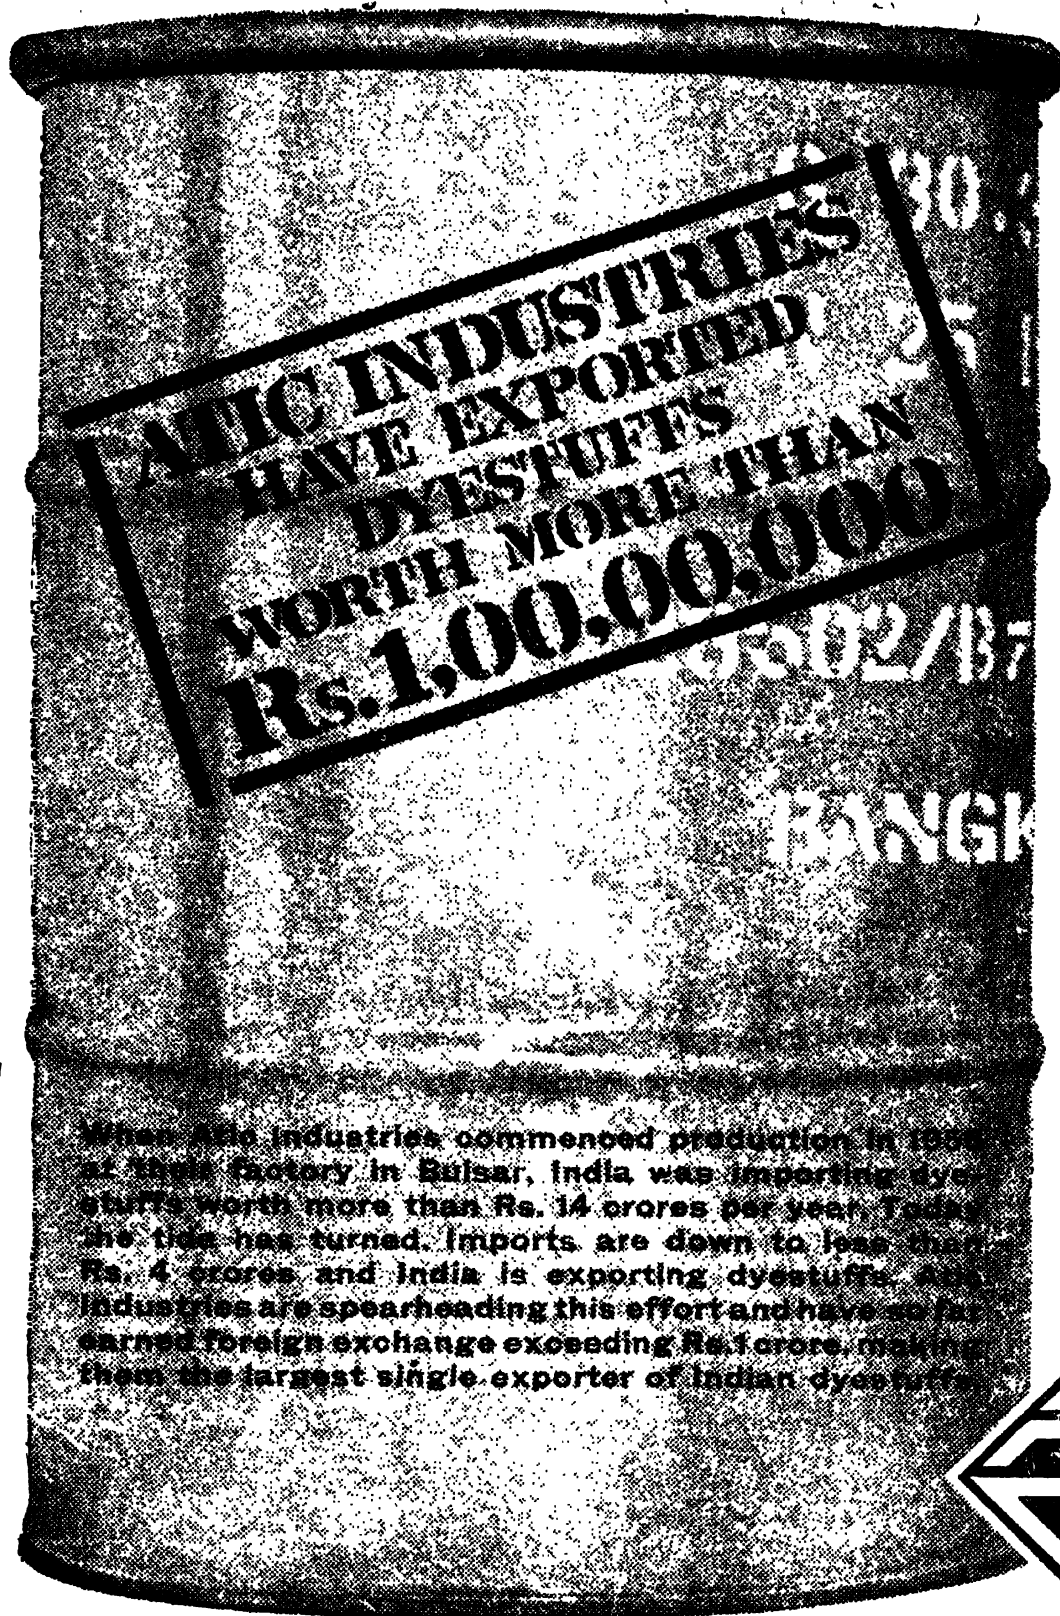 30.
25
ATIC INDUSTRIES
HAVE EXPORTED
DYESTUFFS
WORTH MORE THAN
Rs.1,00,00,000
502/B7
BANGK
When Atic Industries commenced production in
at their factory in Bulsar, India was importing dye-
stuffs worth more than Rs. 14 crores per year. Today
the tide has turned. Imports are down to less than
Rs. 4 crores and India is exporting dyestuffs. Atic
Industries are spearheading this effort and have so far
earned foreign exchange exceeding Rs.1 crore, making
them the largest single exporter of Indian dyestuffs.